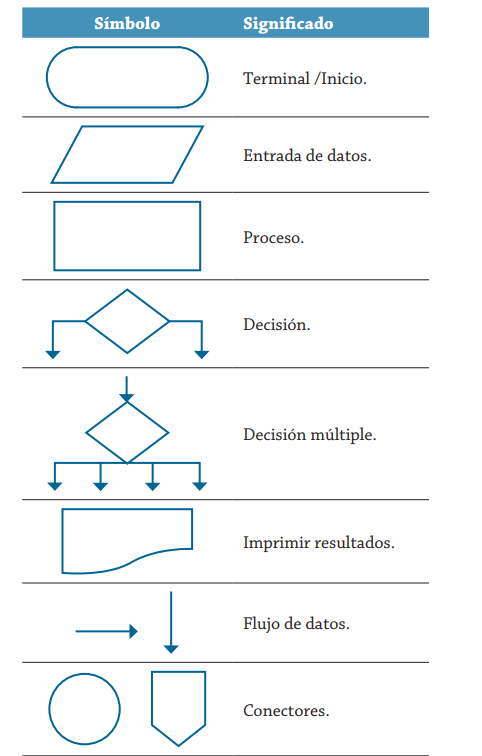 Símbolo Significado
Terminal /Inicio.
Entrada de datos.
Proceso.
Decisión.
Decisión múltiple.
Imprimir resultados.
Flujo de datos.
Conectores.